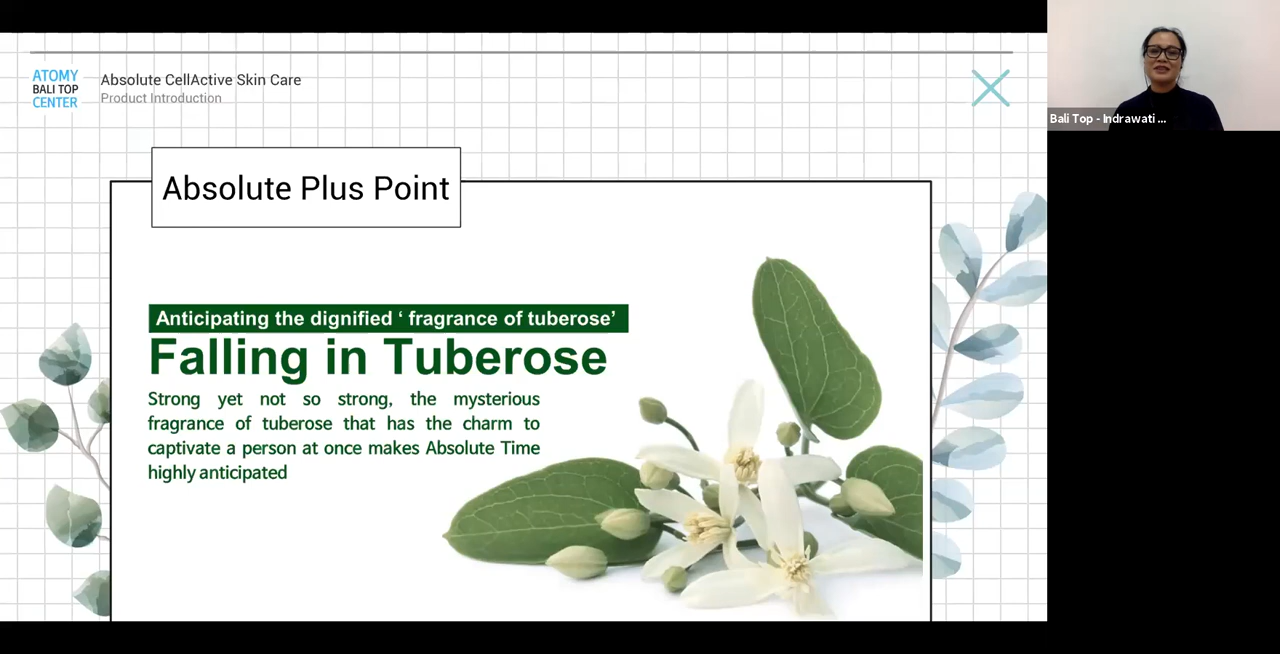 ATOMY
BALI TOP
CENTER
Absolute CellActive Skin Care
Product Introduction
Bali Top - Indrawati ...
Absolute Plus Point
Anticipating the dignified ‘ fragrance of tuberose’
Falling in Tuberose
Strong yet not so strong, the mysterious
fragrance of tuberose that has the charm to
captivate a person at once makes Absolute Time
highly anticipated